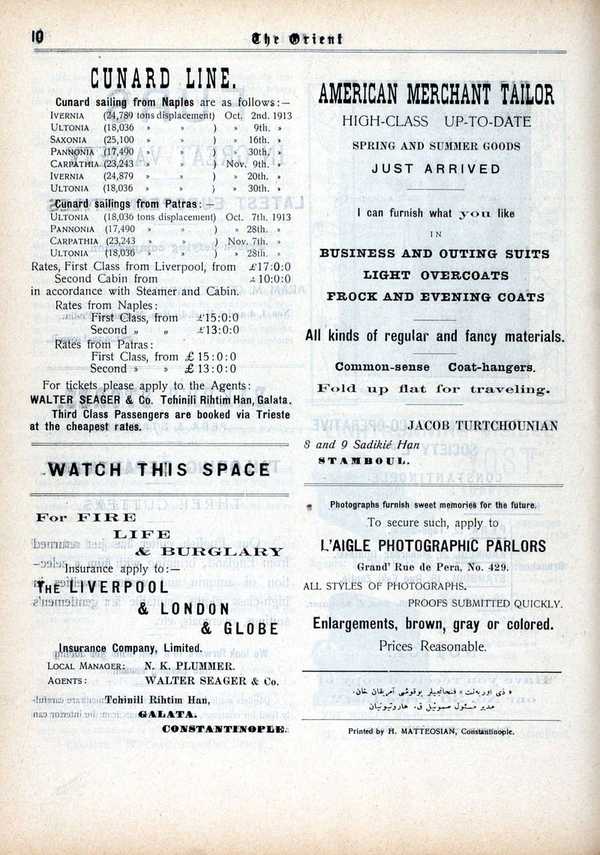 10
The Orient
CUNARD LINE.
Cunard sailing from Naples are as follows:—
IVERNIA (24,789 tons displacement) Oct. 2nd. 1913
ULTONIA (18,036 » » ) » 9th. »
SAXONIA (25,100 » » ) » 16th. »
PANNONIA (17,490 » » ) » 30th. »
CARPATHIA (23,243 » » ) Nov. 9th. »
IVERNIA (24,879 » » ) » 20th. »
ULTONIA (18,036 » » ) » 30th. »
Cunard sailings from Patras:—
ULTONIA (18,036 tons displacement) Oct. 7th. 1913
PANNONIA (17,490 » » ) » 28th. »
CARPATHIA (23,243 » » ) Nov. 7th. »
ULTONIA (18,036 » » ) » 28th. »
Rates, First Class from Liverpool, from £17:0:0
Second Cabin from £10:0:0
in accordance with Steamer and Cabin.
Rates from Naples:
First Class, from £15:0:0
Second „ „ £13:0:0
Rates from Patras:
First Class, from £15:0:0
Second » » £13:0:0
For tickets please apply to the Agents:
WALTER SEAGER & Co. Tchinili Rihtim Han, Galata.
Third Class Passengers are booked via Trieste
at the cheapest rates.
WATCH THIS SPACE
For FIRE
LIFE
& BURGLARY
Insurance apply to:—
THE LIVERPOOL
& LONDON
& GLOBE
Insurance Company, Limited.
LOCAL MANAGER: N. K. PLUMMER.
AGENTS: WALTER SEAGER & Co.
Tchinili Rihtim Han,
GALATA.
CONSTANTINOPLE.
AMERICAN MERCHANT TAILOR
HIGH-CLASS UP-TO-DATE
SPRING AND SUMMER GOODS
JUST ARRIVED
I can furnish what you like
IN
BUSINESS AND OUTING SUITS
LIGHT OVERCOATS
FROCK AND EVENING COATS
All kinds of regular and fancy materials.
Common-sense Coat-hangers.
Fold up flat for traveling.
JACOB TURTCHOUNIAN
8 and 9 Sadikié Han
STAMBOUL.
Photographs furnish sweet memories for the future.
To secure such, apply to
L'AIGLE PHOTOGRAPHIC PARLORS
Grand' Rue de Pera, No. 429.
ALL STYLES OF PHOTOGRAPHS.
PROOFS SUBMITTED QUICKLY.
Enlargements, brown, gray or colored.
Prices Reasonable.
« ذی اوریەنت » فنجانجیلر یوقوشی آمریقان خان.
مدیر مسئول صموئیل ق. هاروتیونیان
Printed by H. MATTEOSIAN, Constantinople.